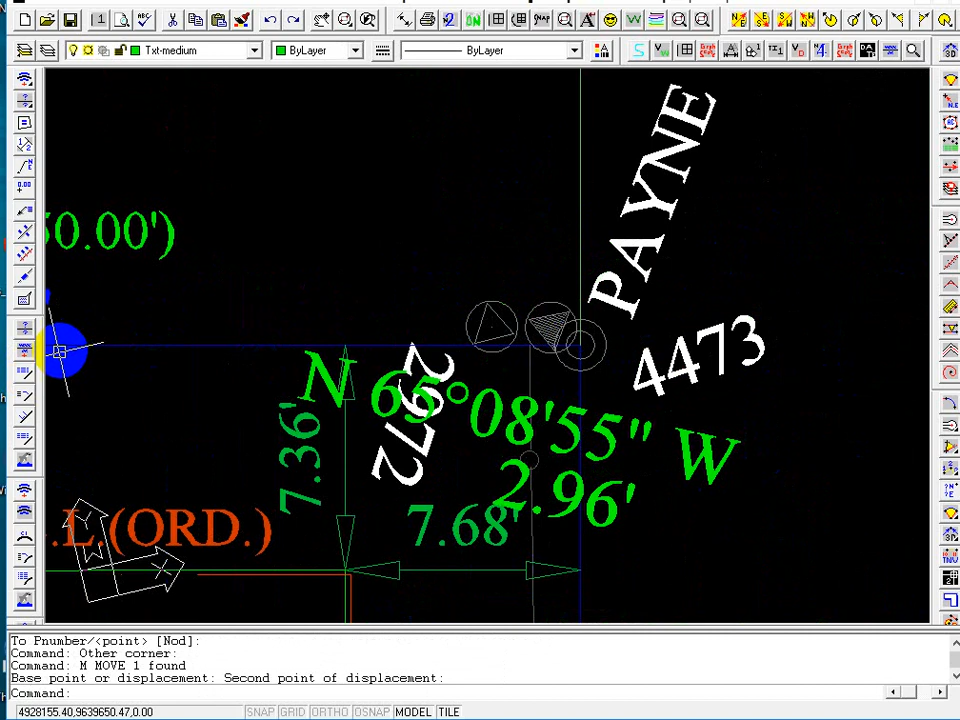 Txt-medium
ByLayer
ByLayer
PAYNE
50.00')
4473
N 65°08'55" W
2.96'
2972
7.36'
7.68'
.L.(ORD.)
Y
X
To Pnumber/<point> [Nod]:
Command: Other corner:
Command: M MOVE 1 found
Base point or displacement: Second point of displacement:
Command:
4928155.40,9639650.47,0.00
SNAP GRID ORTHO OSNAP MODEL TILE